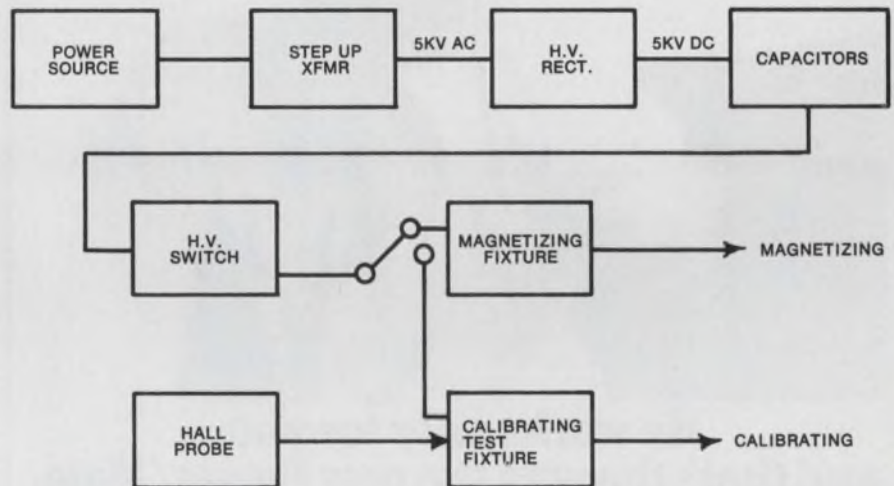 POWER
SOURCE
STEP UP
XFMR
5KV AC
H.V.
RECT.
5KV DC
CAPACITORS
H.V.
SWITCH
MAGNETIZING
FIXTURE
MAGNETIZING
HALL
PROBE
CALIBRATING
TEST
FIXTURE
CALIBRATING